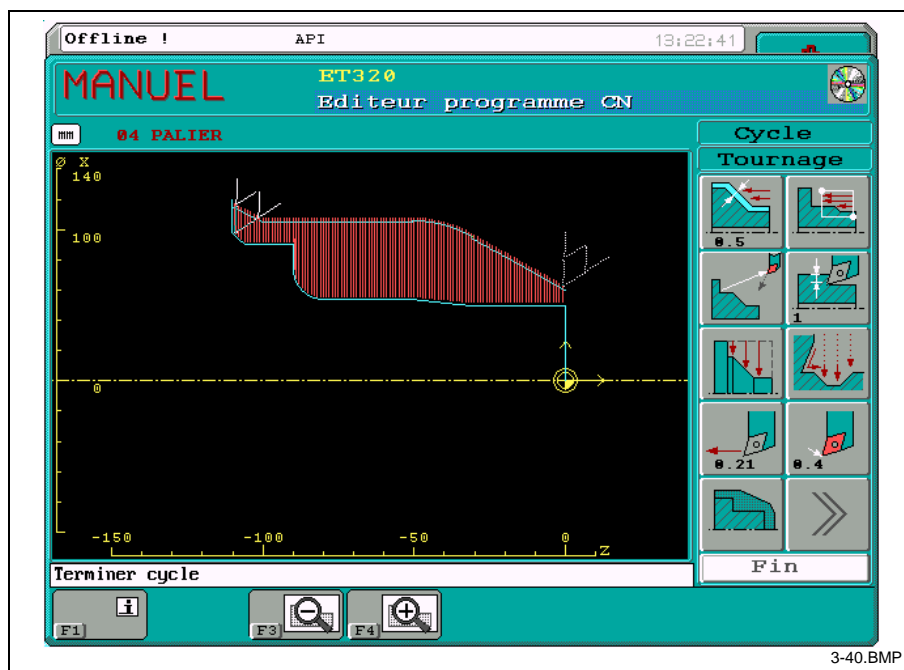 Offline ! API 13:22:41
MANUEL
ET320
Editeur programme CN
mm 04 PALIER
Cycle
Tournage
ø X
140
100
0
-150 -100 -50 0
Z
0.5
1
0.21 0.4
Fin
Terminer cycle
F1 i F3 F4
3-40.BMP